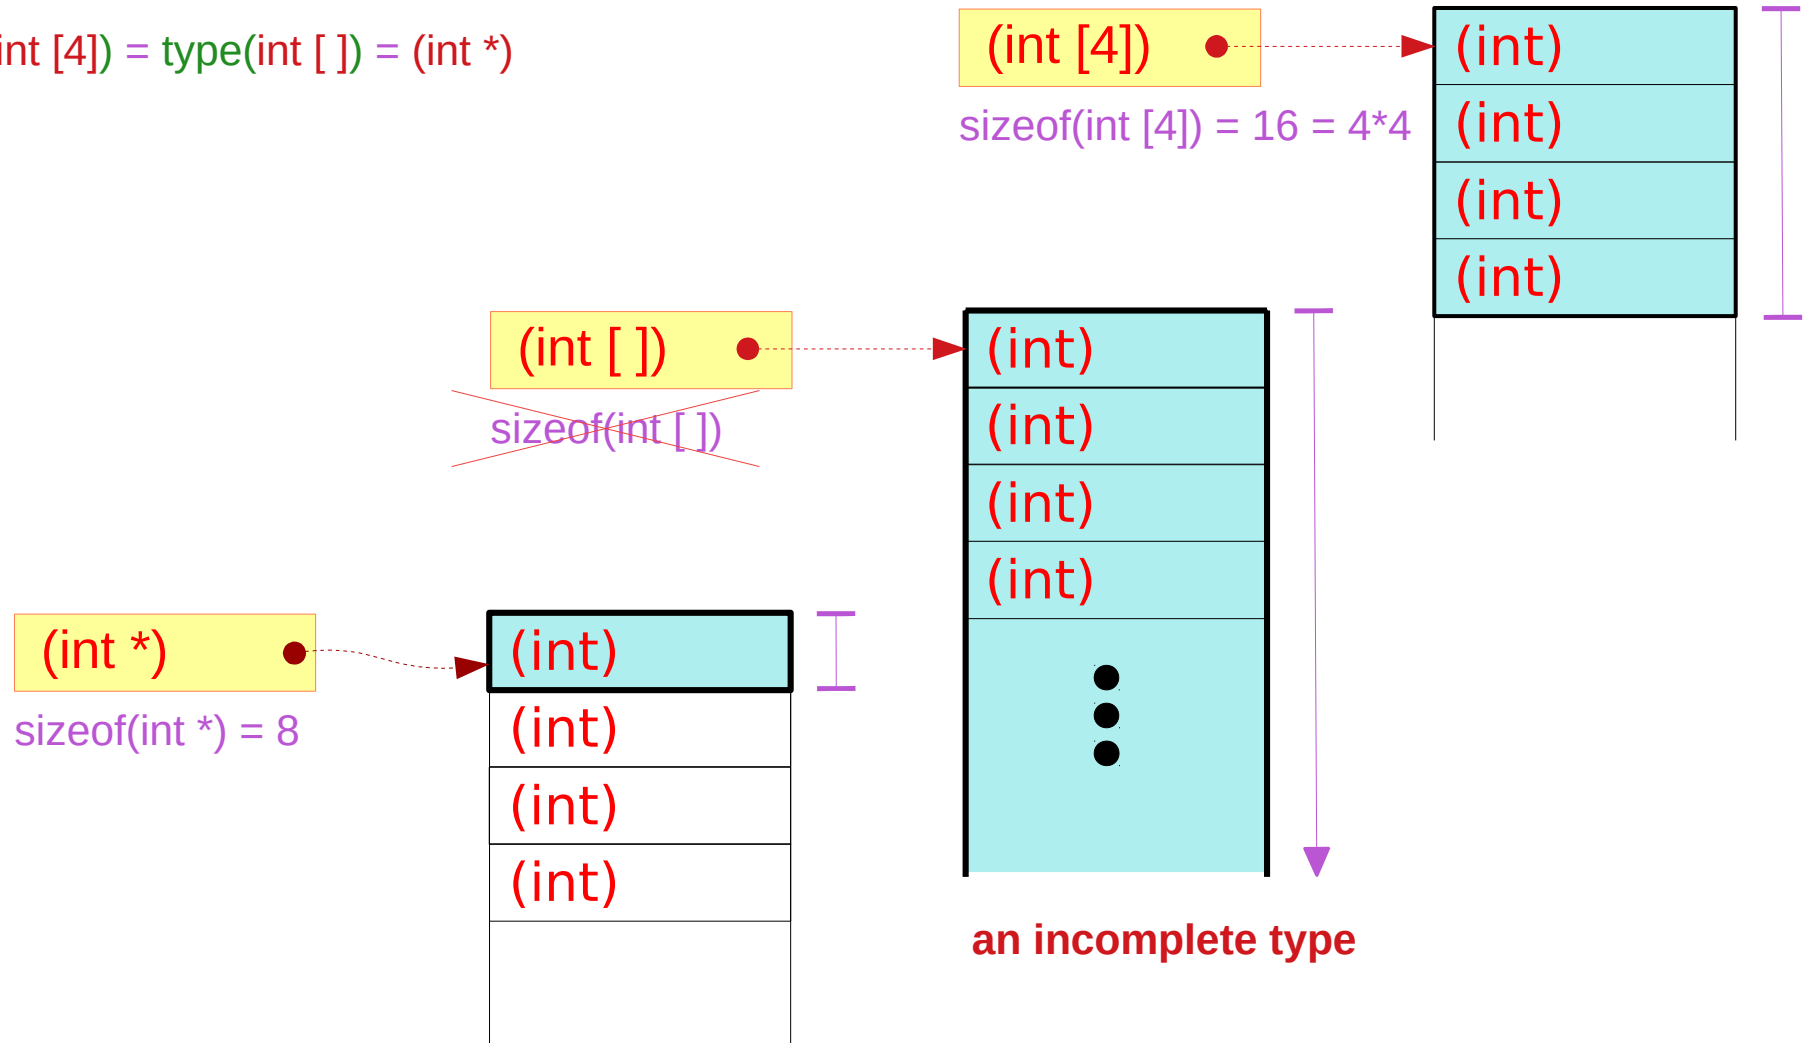 int [4]) = type(int [ ]) = (int *)
(int [4])
(int)
sizeof(int [4]) = 16 = 4*4
(int)
(int)
(int)
(int [ ])
(int)
sizeof(int [ ])
(int)
(int)
(int)
(int *)
(int)
sizeof(int *) = 8
(int)
(int)
(int)
an incomplete type